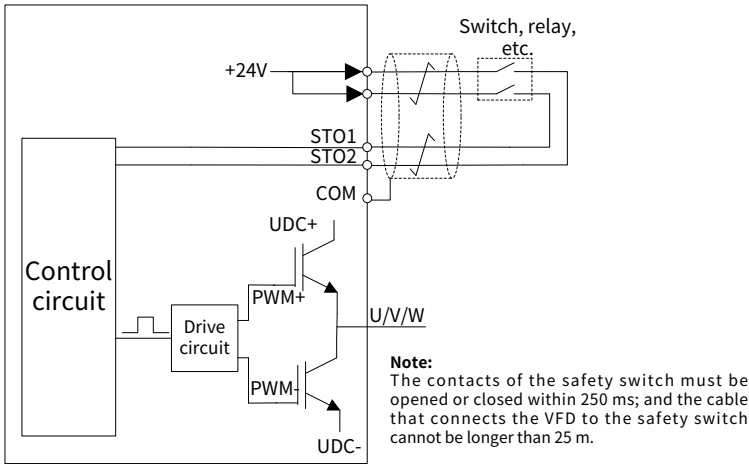 Switch, relay,
etc.
+24V
STO1
STO2
COM
UDC+
Control
circuit
PWM+
Drive
circuit
U/V/W
PWM-
UDC-
Note:
The contacts of the safety switch must be
opened or closed within 250 ms; and the cable
that connects the VFD to the safety switch
cannot be longer than 25 m.